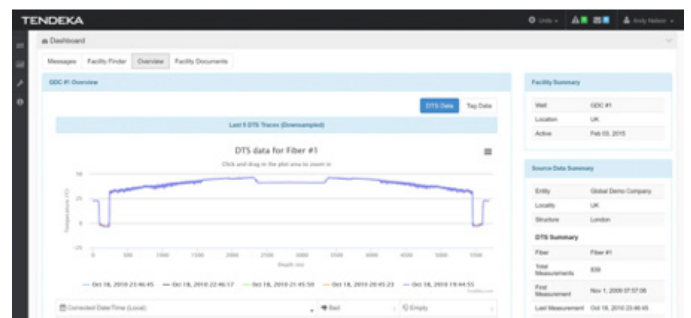 TENDEKA
Units
Andy Nelson
Dashboard
Messages Facility Finder Overview Facility Documents
GDC #1 Overview
DTS Data Tag Data
Last 5 DTS Traces (Downsampled)
DTS data for Fiber #1
Click and drag in the plot area to zoom in
Temperature (°C)
50
25
0
-25
0 500 1000 1500 2000 2500 3000 3500 4000 4500 5000 5500
Depth (m)
Oct 18, 2010 23:46:45 Oct 18, 2010 22:46:17 Oct 18, 2010 21:45:50 Oct 18, 2010 20:45:23 Oct 18, 2010 19:44:55
Corrected Date/Time (Local) Bad Empty
Facility Summary
Well GDC #1
Location UK
Active Feb 03, 2015
Source Data Summary
Entity Global Demo Company
Locality UK
Structure London
DTS Summary
Fiber Fiber #1
Total
Measurements 839
First
Measurement Nov 1, 2009 07:57:08
Last Measurement Oct 18, 2010 23:46:45